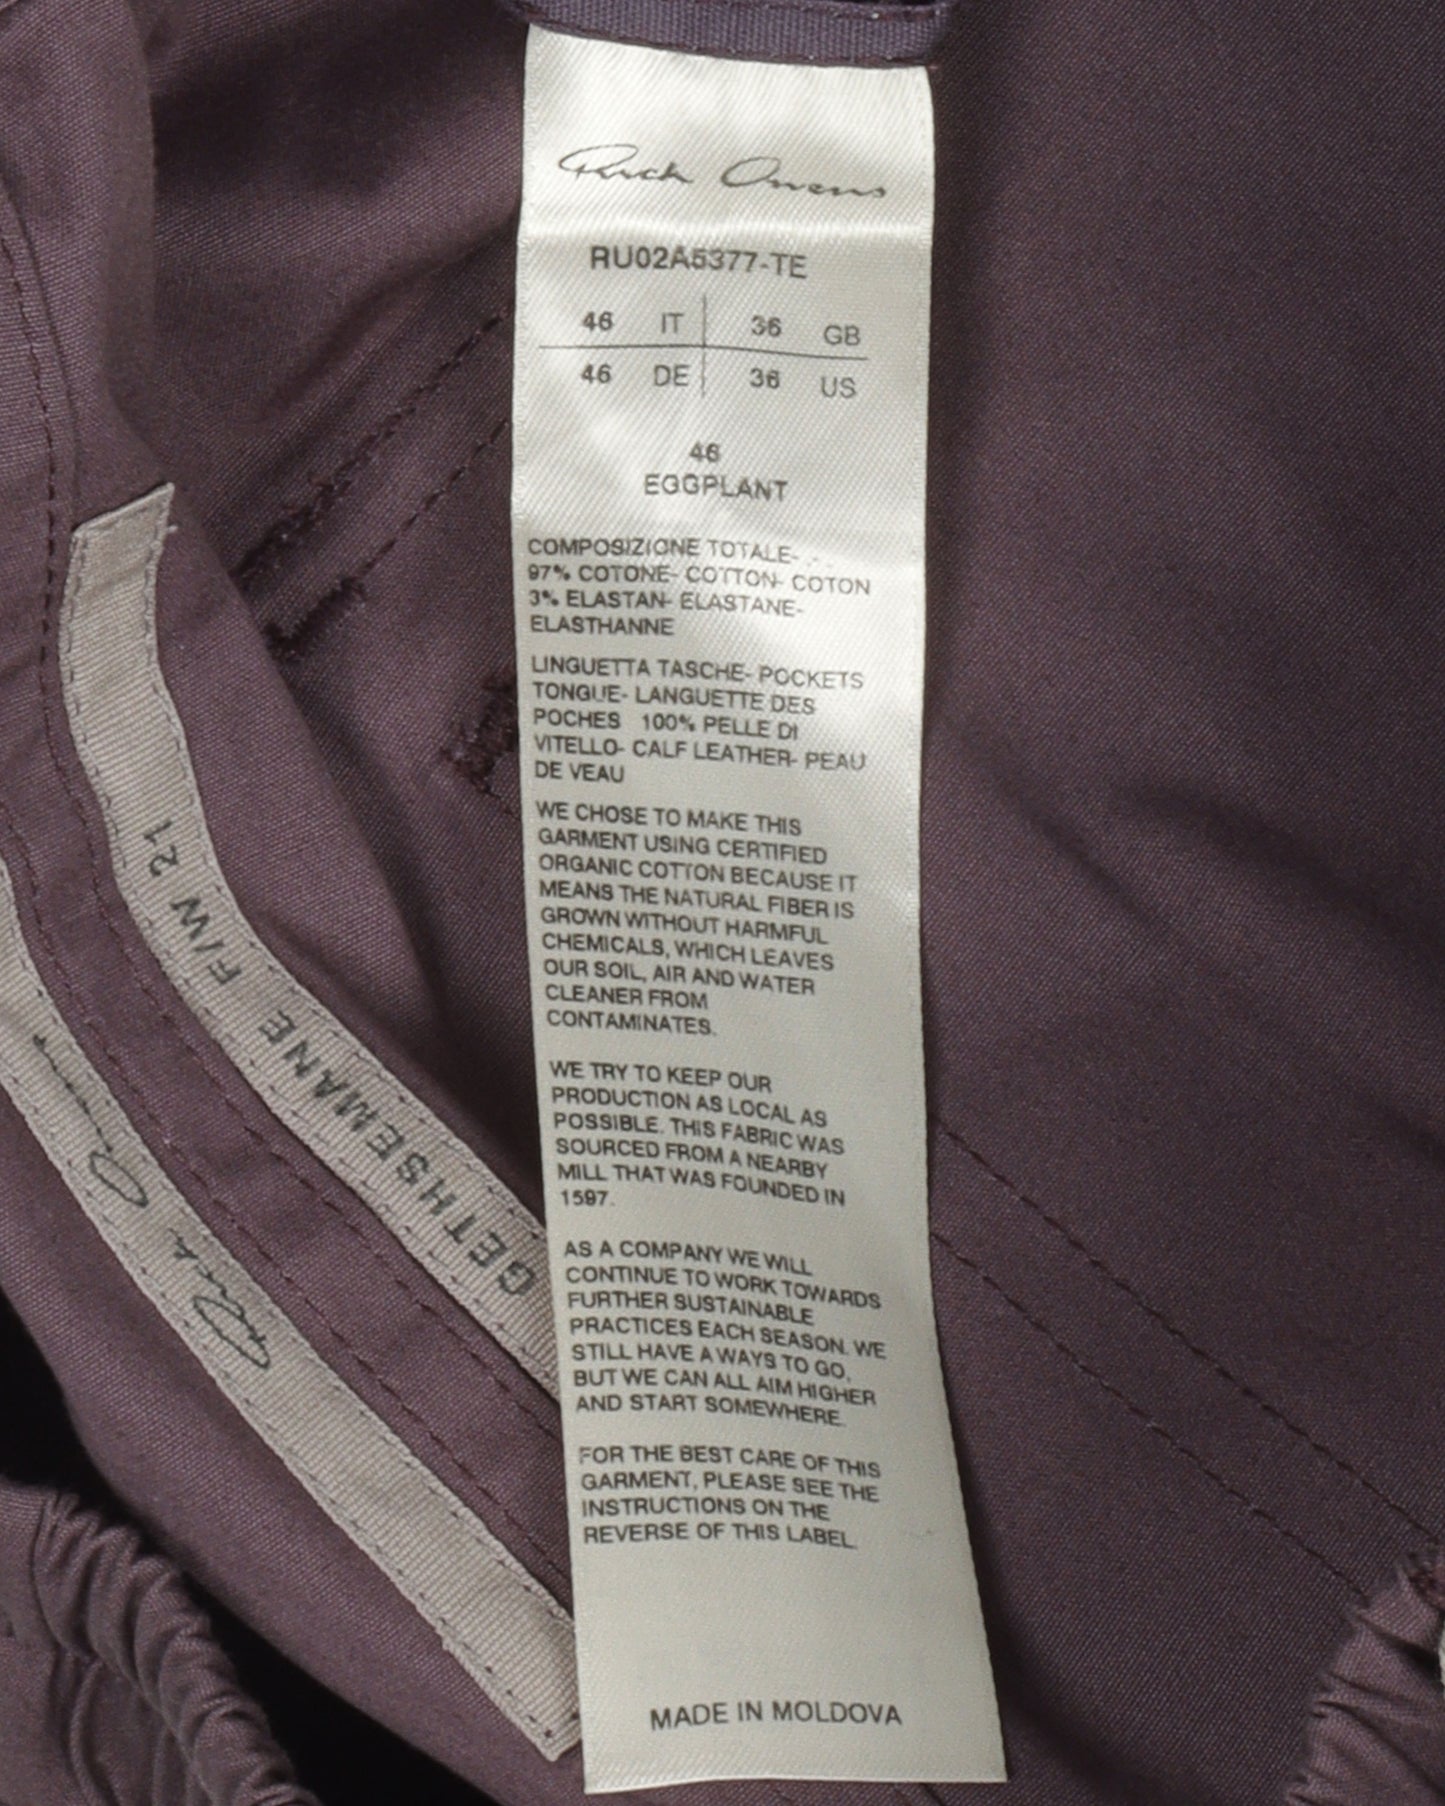 Rick Owens
RU02A5377-TE
46 IT 36 GB
46 DE 36 US
46
EGGPLANT
COMPOSIZIONE TOTALE- - -
97% COTONE- COTTON- COTON
3% ELASTAN- ELASTANE-
ELASTHANNE
LINGUETTA TASCHE- POCKETS
TONGUE- LANGUETTE DES
POCHES 100% PELLE DI
VITELLO- CALF LEATHER- PEAU
DE VEAU
WE CHOSE TO MAKE THIS
GARMENT USING CERTIFIED
ORGANIC COTTON BECAUSE IT
MEANS THE NATURAL FIBER IS
GROWN WITHOUT HARMFUL
CHEMICALS, WHICH LEAVES
OUR SOIL, AIR AND WATER
CLEANER FROM
CONTAMINATES.
WE TRY TO KEEP OUR
PRODUCTION AS LOCAL AS
POSSIBLE. THIS FABRIC WAS
SOURCED FROM A NEARBY
MILL THAT WAS FOUNDED IN
1597.
AS A COMPANY WE WILL
CONTINUE TO WORK TOWARDS
FURTHER SUSTAINABLE
PRACTICES EACH SEASON. WE
STILL HAVE A WAYS TO GO,
BUT WE CAN ALL AIM HIGHER
AND START SOMEWHERE.
FOR THE BEST CARE OF THIS
GARMENT, PLEASE SEE THE
INSTRUCTIONS ON THE
REVERSE OF THIS LABEL.
MADE IN MOLDOVA
GETHSEMANE F/W 21
Rick Owens